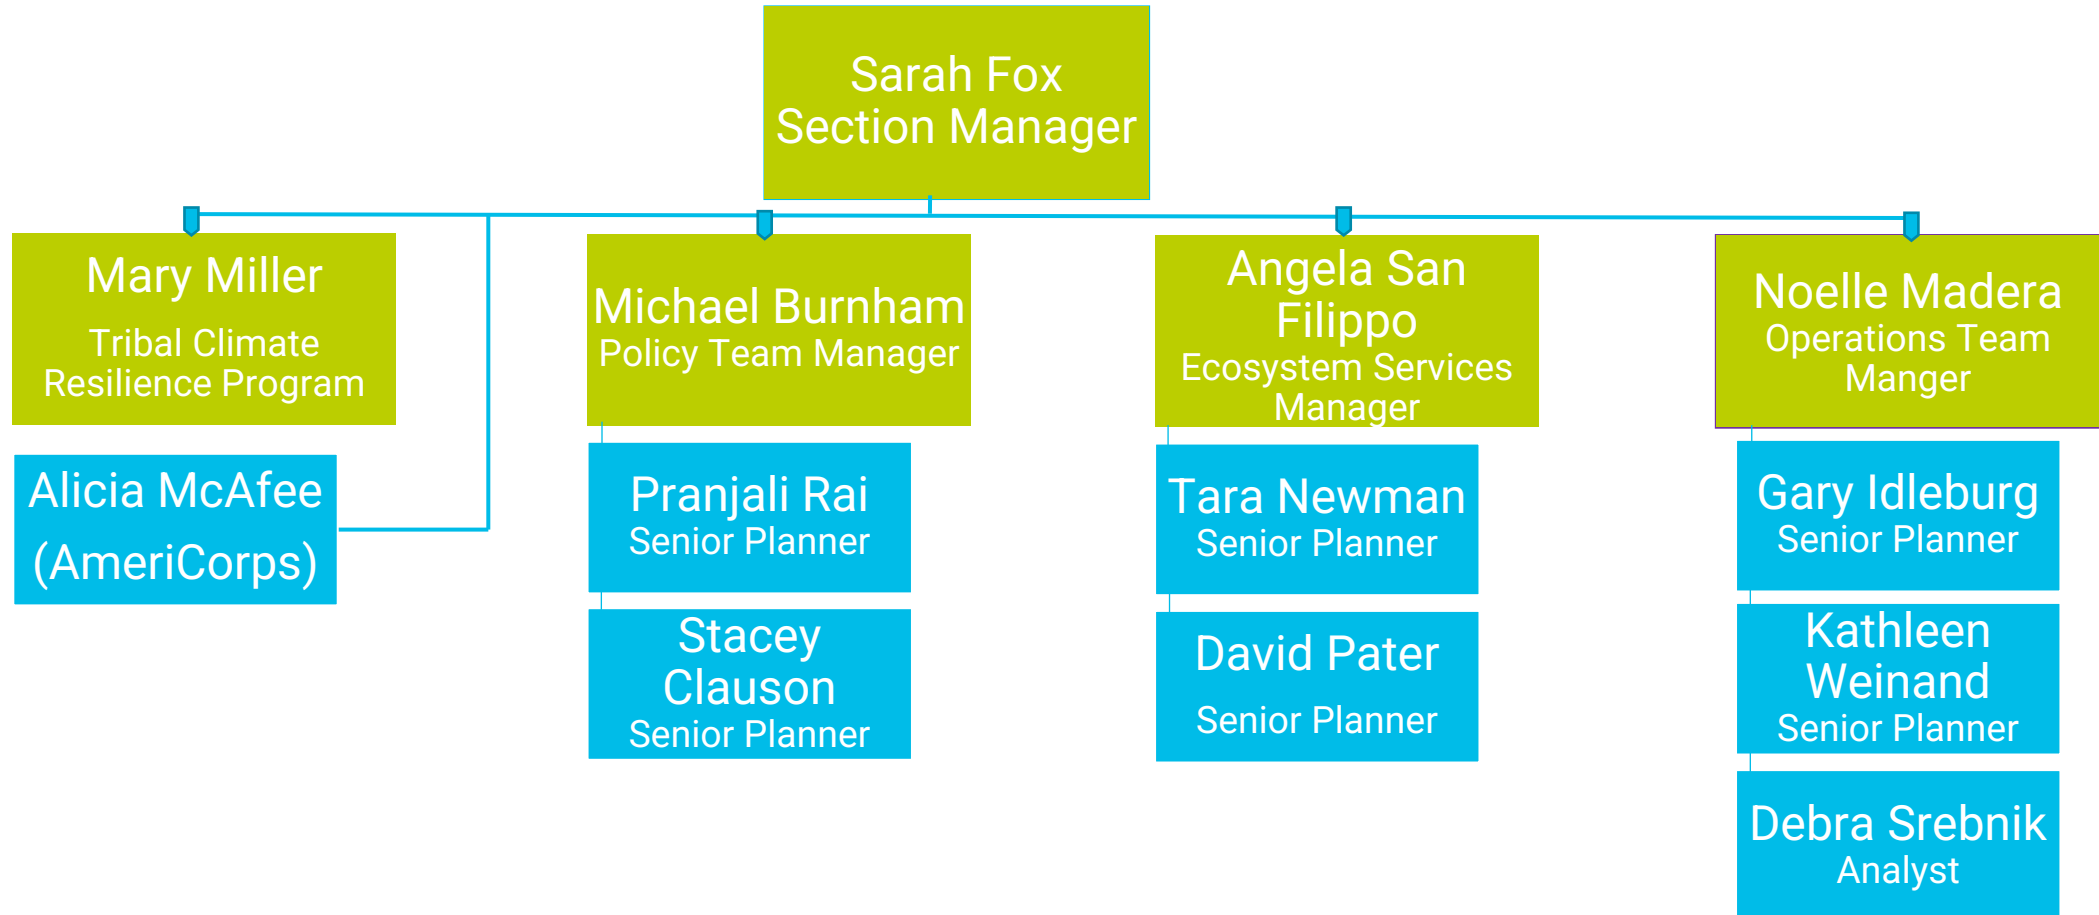 Sarah Fox
Section Manager
Mary Miller
Tribal Climate
Resilience Program
Alicia McAfee
(AmeriCorps)
Michael Burnham
Policy Team Manager
Pranjali Rai
Senior Planner
Stacey
Clauson
Senior Planner
Angela San
Filippo
Ecosystem Services
Manager
Tara Newman
Senior Planner
David Pater
Senior Planner
Noelle Madera
Operations Team
Manger
Gary Idleburg
Senior Planner
Kathleen
Weinand
Senior Planner
Debra Srebnik
Analyst